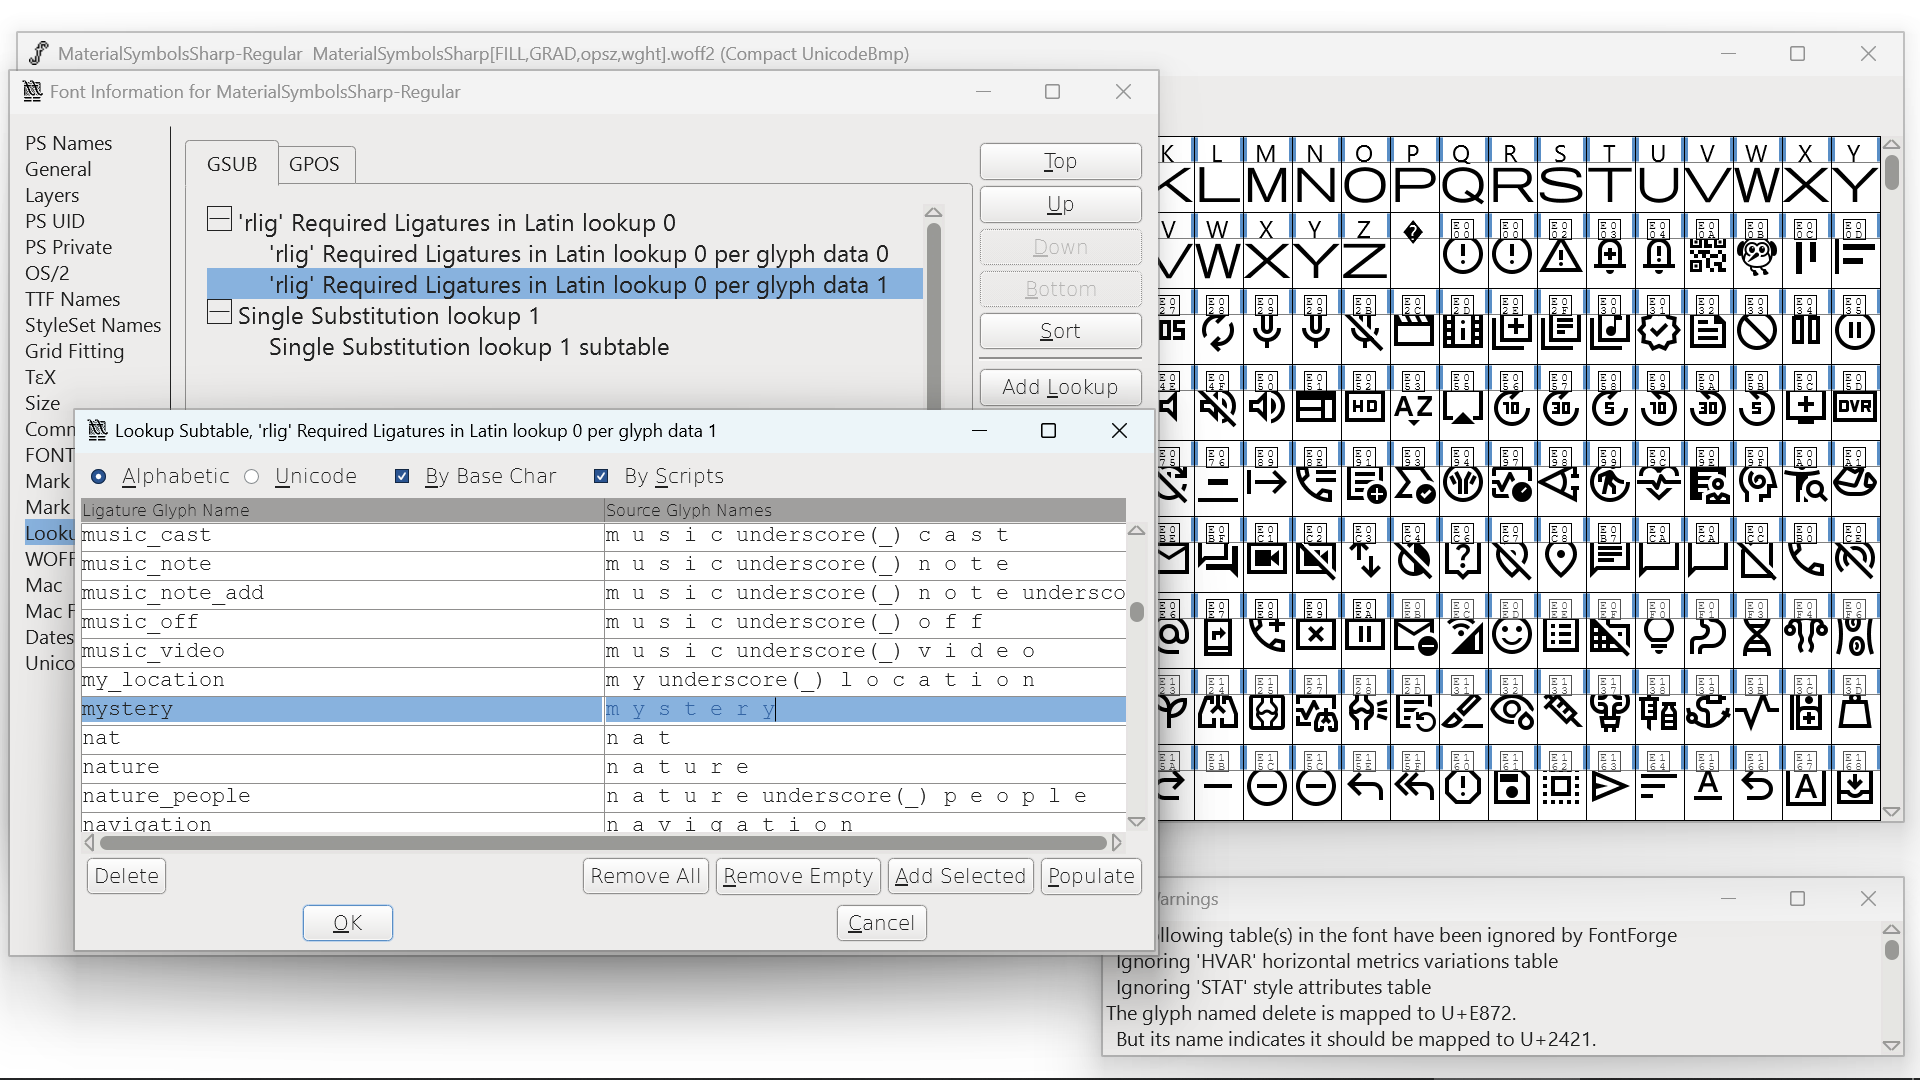 MaterialSymbolsSharp-Regular MaterialSymbolsSharp[FILL,GRAD,opsz,wght].woff2 (Compact UnicodeBmp)
Font Information for MaterialSymbolsSharp-Regular
PS Names
General
Layers
PS UID
PS Private
OS/2
TTF Names
StyleSet Names
Grid Fitting
TεX
Size
Comm
FONT
Mark
Mark
Looku
WOFF
Mac
Mac F
Dates
Unico
GSUB GPOS
'rlig' Required Ligatures in Latin lookup 0
'rlig' Required Ligatures in Latin lookup 0 per glyph data 0
'rlig' Required Ligatures in Latin lookup 0 per glyph data 1
Single Substitution lookup 1
Single Substitution lookup 1 subtable
Top
Up
Down
Bottom
Sort
Add Lookup
Lookup Subtable, 'rlig' Required Ligatures in Latin lookup 0 per glyph data 1
Alphabetic Unicode By Base Char By Scripts
Ligature Glyph Name Source Glyph Names
music_cast m u s i c underscore(_) c a s t
music_note m u s i c underscore(_) n o t e
music_note_add m u s i c underscore(_) n o t e undersco
music_off m u s i c underscore(_) o f f
music_video m u s i c underscore(_) v i d e o
my_location m y underscore(_) l o c a t i o n
mystery m y s t e r y
nat n a t
nature n a t u r e
nature_people n a t u r e underscore(_) p e o p l e
navigation n a v i g a t i o n
Delete Remove All Remove Empty Add Selected Populate
OK Cancel
K L M N O P Q R S T U V W X Y
K L M N O P Q R S T U V W X Y
V W X Y Z
V W X Y Z
HD AZ 10 30 5 10 30 5 DVR
arnings
llowing table(s) in the font have been ignored by FontForge
Ignoring 'HVAR' horizontal metrics variations table
Ignoring 'STAT' style attributes table
The glyph named delete is mapped to U+E872.
But its name indicates it should be mapped to U+2421.